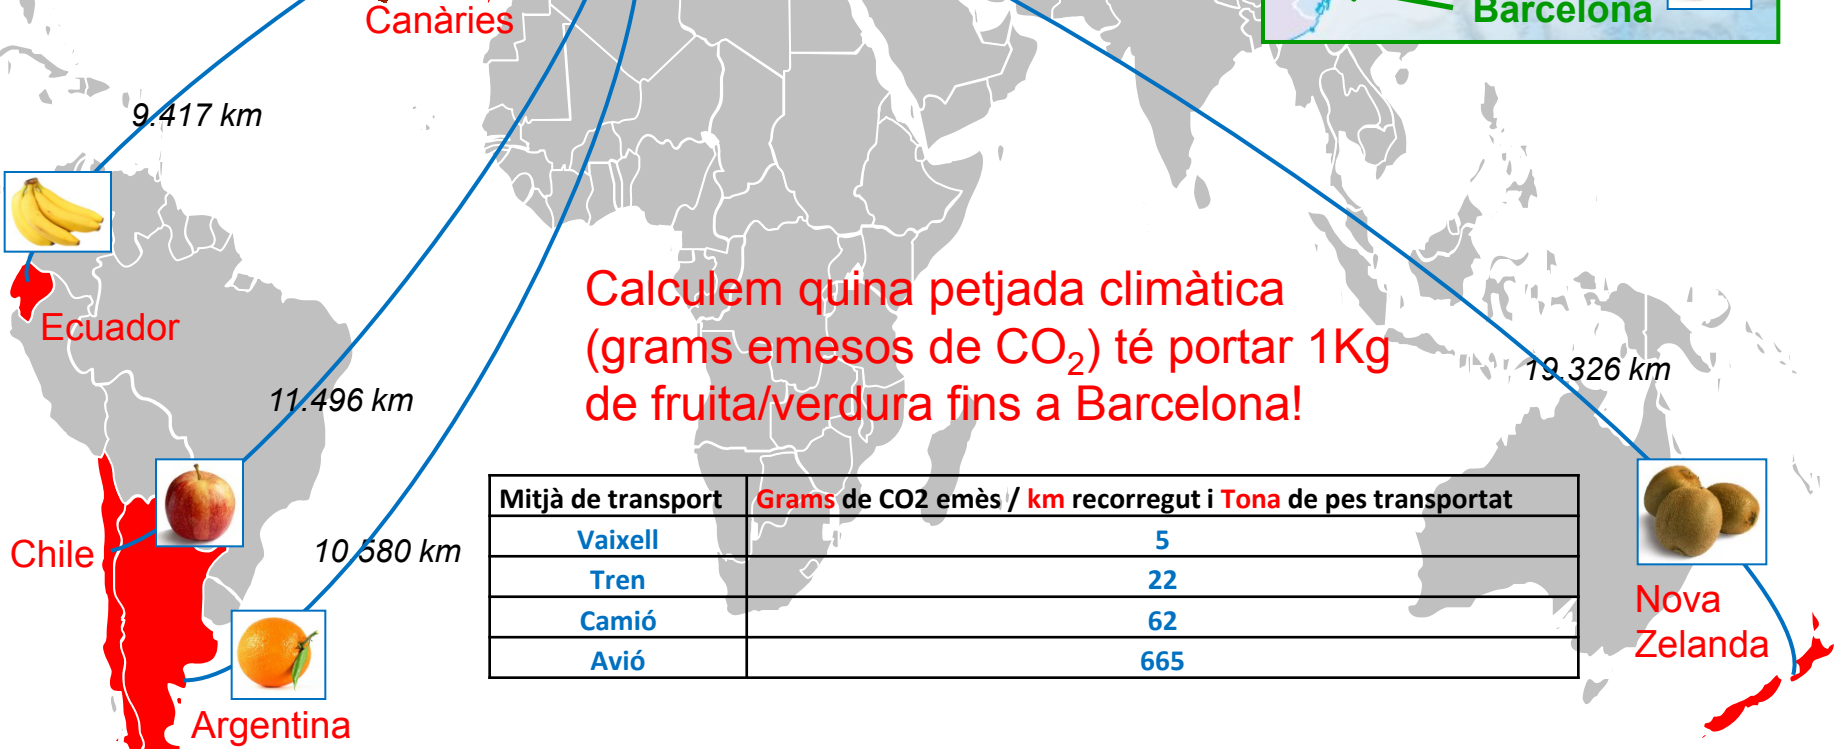 Canàries
Barcelona
9.417 km
Ecuador
Calculem quina petjada climàtica
(grams emesos de CO₂) té portar 1Kg
de fruita/verdura fins a Barcelona!
11.496 km
19.326 km
Chile
10.580 km
Mitjà de transport Grams de CO2 emès / km recorregut i Tona de pes transportat
Vaixell 5
Tren 22
Camió 62
Avió 665
Nova
Zelanda
Argentina